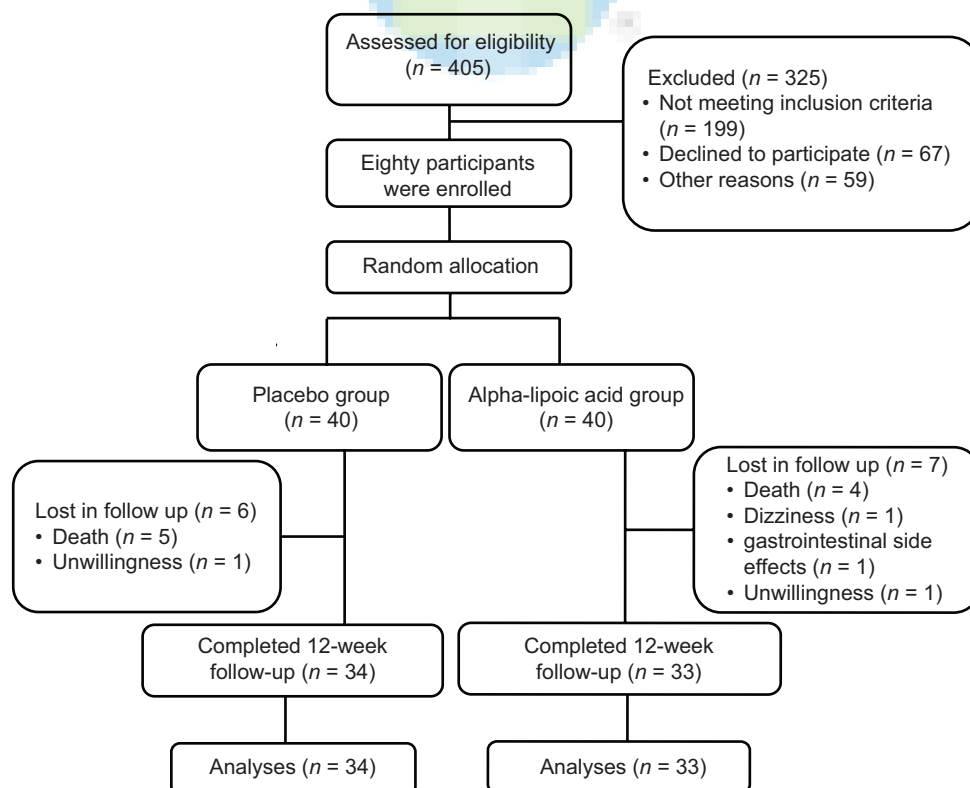 Assessed for eligibility
(n = 405)
Excluded (n = 325)
• Not meeting inclusion criteria
(n = 199)
• Declined to participate (n = 67)
• Other reasons (n = 59)
Eighty participants
were enrolled
Random allocation
Placebo group
(n = 40)
Alpha-lipoic acid group
(n = 40)
Lost in follow up (n = 6)
• Death (n = 5)
• Unwillingness (n = 1)
Lost in follow up (n = 7)
• Death (n = 4)
• Dizziness (n = 1)
• gastrointestinal side
effects (n = 1)
• Unwillingness (n = 1)
Completed 12-week
follow-up (n = 34)
Completed 12-week
follow-up (n = 33)
Analyses (n = 34)
Analyses (n = 33)